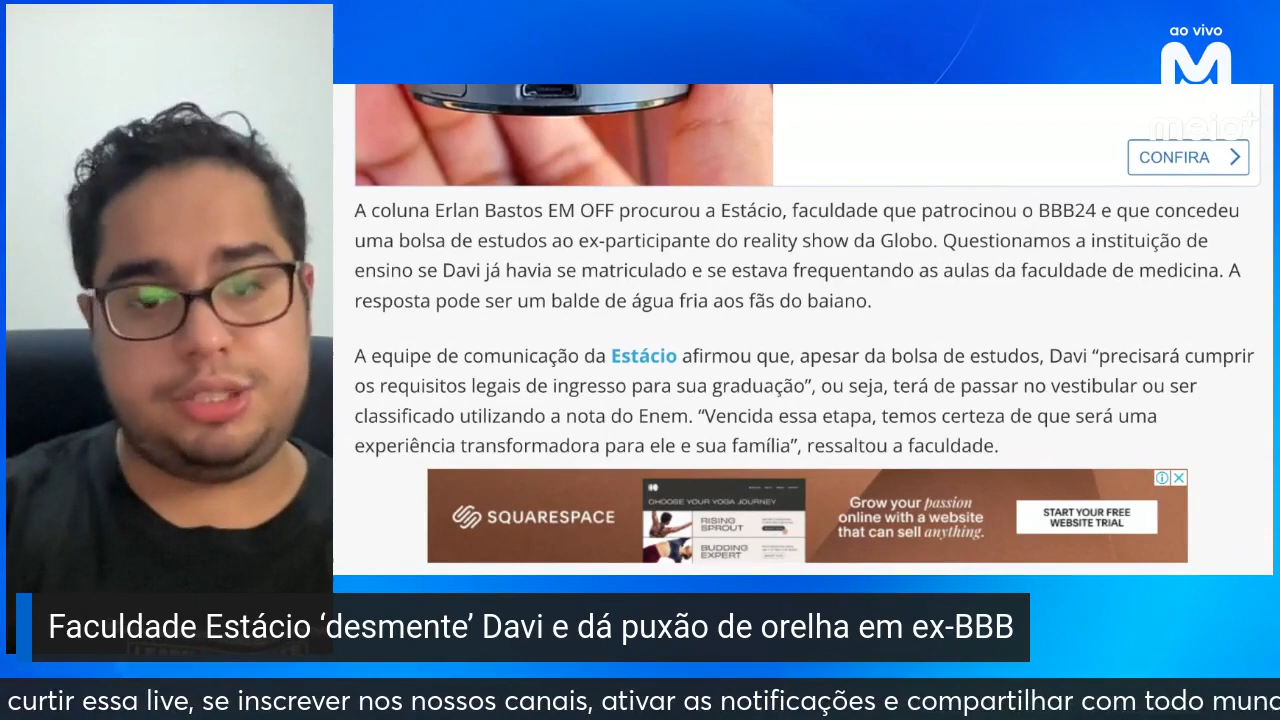 ao vivo
meio+
CONFIRA
A coluna Erlan Bastos EM OFF procurou a Estácio, faculdade que patrocinou o BBB24 e que concedeu
uma bolsa de estudos ao ex-participante do reality show da Globo. Questionamos a instituição de
ensino se Davi já havia se matriculado e se estava frequentando as aulas da faculdade de medicina. A
resposta pode ser um balde de água fria aos fãs do baiano.
A equipe de comunicação da Estácio afirmou que, apesar da bolsa de estudos, Davi “precisará cumprir
os requisitos legais de ingresso para sua graduação”, ou seja, terá de passar no vestibular ou ser
classificado utilizando a nota do Enem. “Vencida essa etapa, temos certeza de que será uma
experiência transformadora para ele e sua família”, ressaltou a faculdade.
SQUARESPACE
CHOOSE YOUR YOGA JOURNEY
RISING
SPROUT
BUDDING
EXPERT
Grow your passion
online with a website
that can sell anything.
START YOUR FREE
WEBSITE TRIAL
Faculdade Estácio ‘desmente’ Davi e dá puxão de orelha em ex-BBB
curtir essa live, se inscrever nos nossos canais, ativar as notificações e compartilhar com todo mund